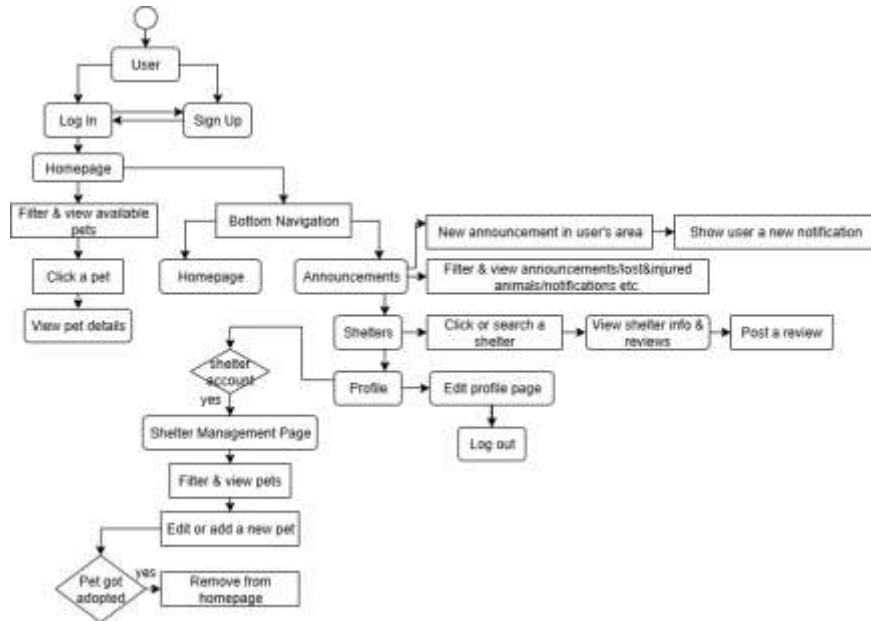 User
Log In
Sign Up
Homepage
Filter & view available
pets
Bottom Navigation
New announcement in user's area
Show user a new notification
Click a pet
Homepage
Announcements
Filter & view announcements/lost&injured
animals/notifications etc
View pet details
Shelters
Click or search a
shelter
View shelter info &
reviews
Post a review
shelter
account
Profile
Edit profile page
yes
Shelter Management Page
Log out
Filter & view pets
Edit or add a new pet
Pet got
adopted
yes
Remove from
homepage